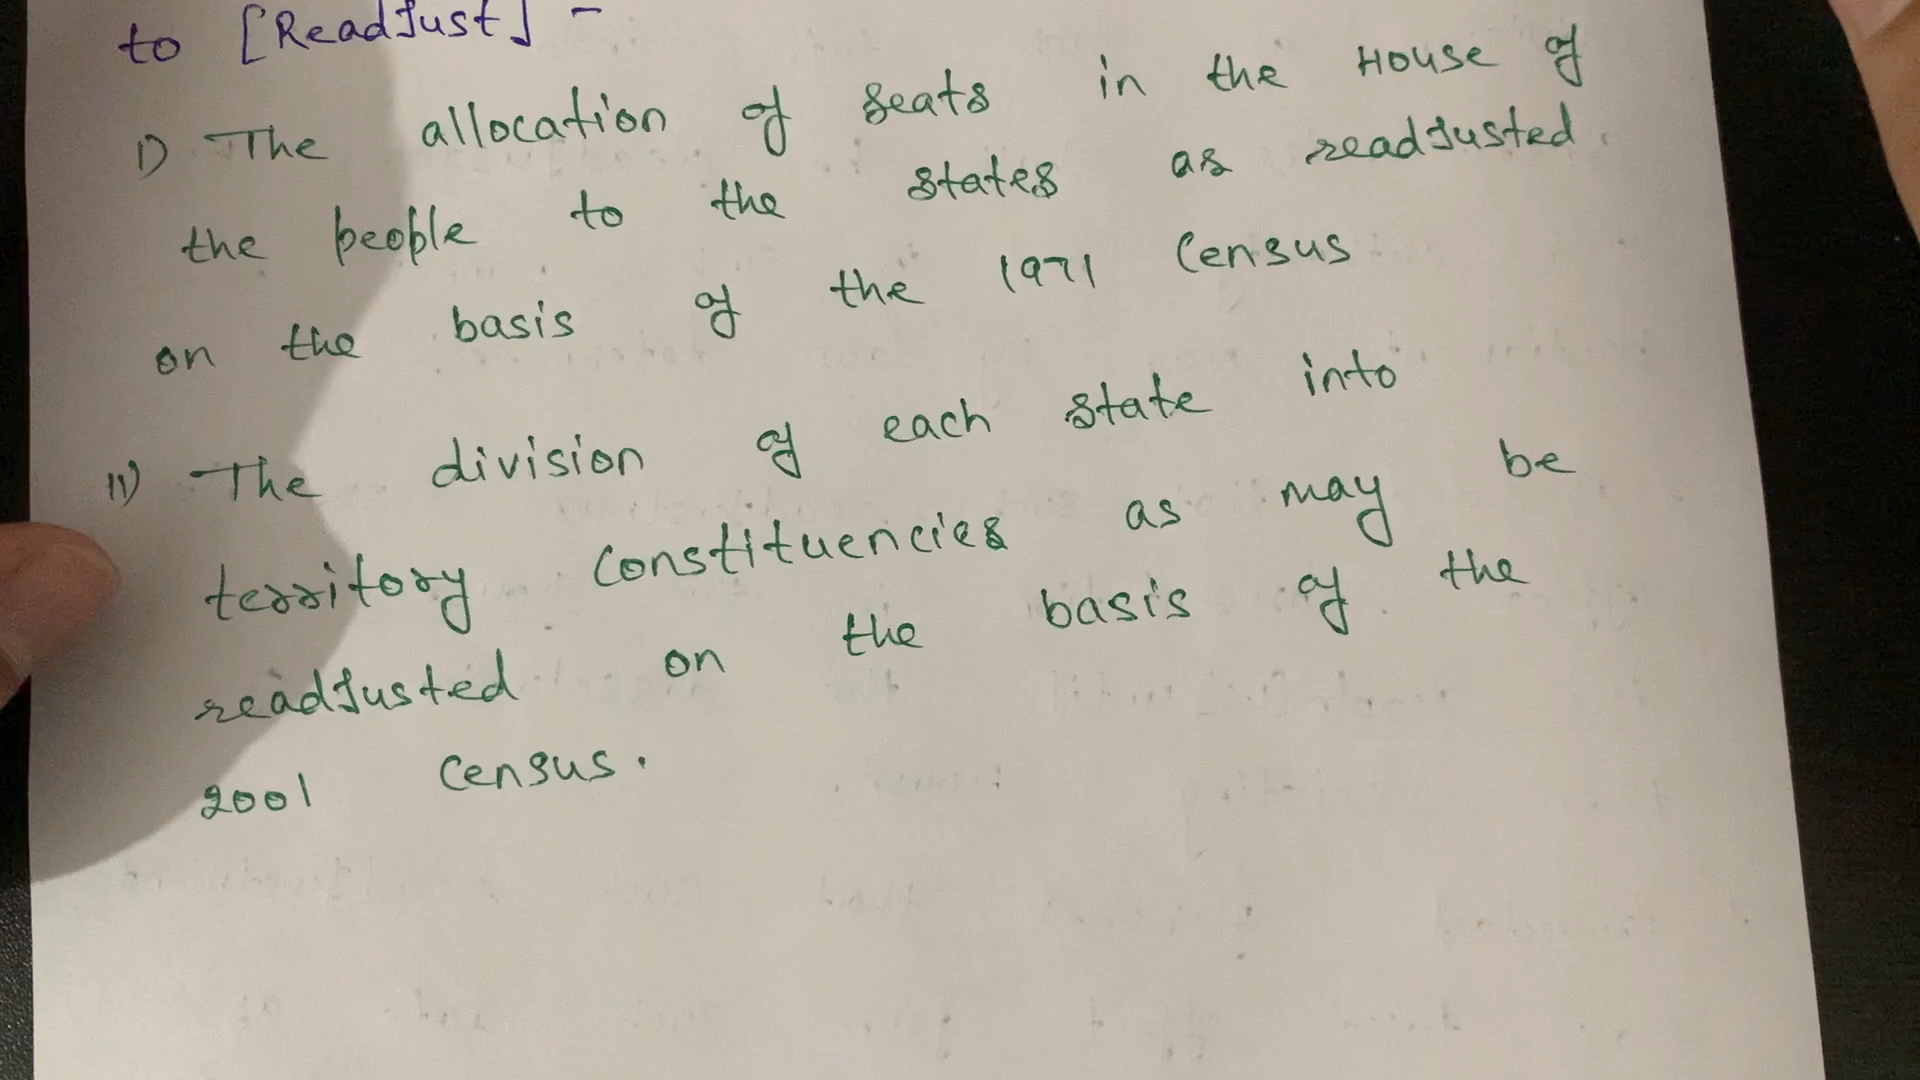 to [ReadJust] -
i) The allocation of seats in the House of
the people to the states as readJusted
on the basis of the 1971 Census
ii) The division of each state into
territory constituencies as may be
readJusted on the basis of the
2001 Census.